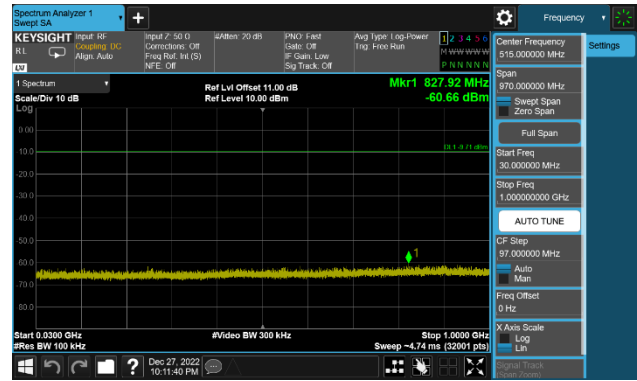 Spectrum Analyzer 1
Swept SA
+
Frequency
KEYSIGHT
Input: RF
Input Z: 50 Ω
#Atten: 20 dB
PNO: Fast
Avg Type: Log-Power
1 2 3 4 5 6
RL
Coupling: DC
Corrections: Off
Gate: Off
Trig: Free Run
Align: Auto
Freq Ref: Int (S)
IF Gain: Low
M W W W W W
NFE: Off
Sig Track: Off
P N N N N N
LXI
1 Spectrum
Ref Lvl Offset 11.00 dB
Mkr1 827.92 MHz
Scale/Div 10 dB
Ref Level 10.00 dBm
-60.66 dBm
Log
0.00
-10.0
DL1 -9.71 dBm
-20.0
-30.0
-40.0
-50.0
-60.0
-70.0
-80.0
1
Start 0.0300 GHz
#Video BW 300 kHz
Stop 1.0000 GHz
#Res BW 100 kHz
Sweep ~4.74 ms (32001 pts)
Dec 27, 2022
10:11:40 PM
?
Settings
Center Frequency
515.000000 MHz
Span
970.000000 MHz
Swept Span
Zero Span
Full Span
Start Freq
30.000000 MHz
Stop Freq
1.000000000 GHz
AUTO TUNE
CF Step
97.000000 MHz
Auto
Man
Freq Offset
0 Hz
X Axis Scale
Log
Lin
Signal Track
(Span Zoom)